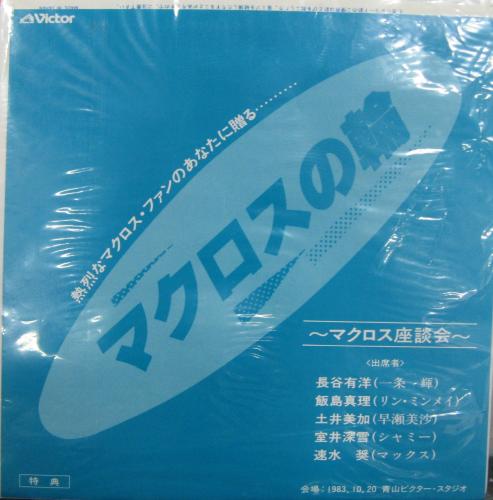 Victor
熱烈なマクロス・ファンのあなたに贈る………
マクロスの輪
〜マクロス座談会〜
〈出席者〉
長谷有洋(一条 輝)
飯島真理(リン・ミンメイ)
土井美加(早瀬美沙)
室井深雪(シャミー)
速水 奨(マックス)
特典
会場:1983.10.20 青山ビクター・スタジオ